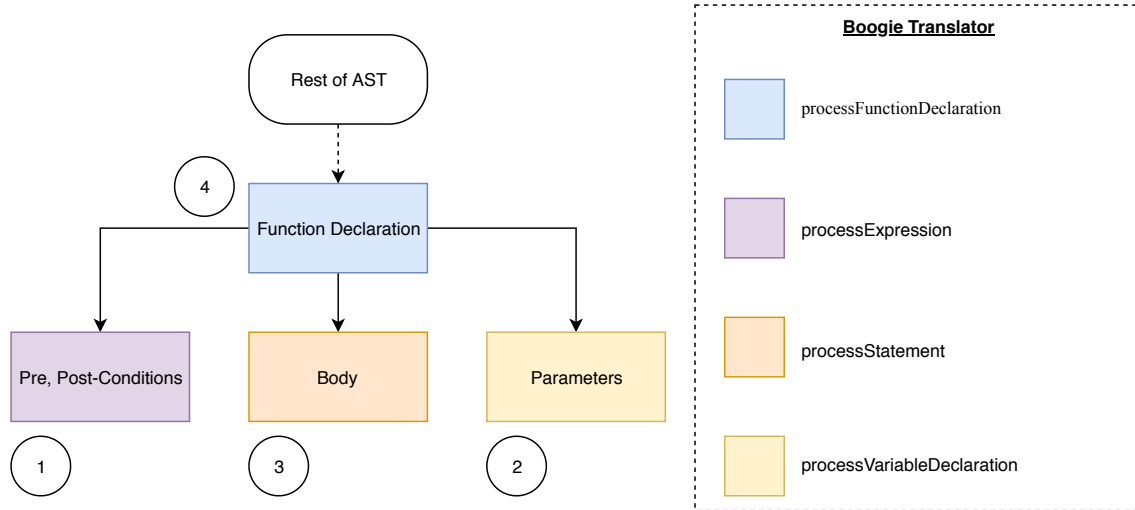 Rest of AST
4
Function Declaration
Pre, Post-Conditions
Body
Parameters
1
3
2
Boogie Translator
processFunctionDeclaration
processExpression
processStatement
processVariableDeclaration